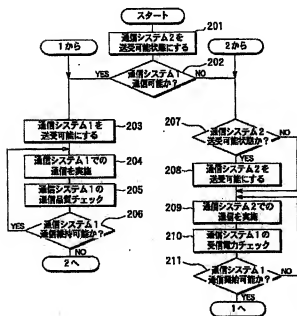 スタート
201
通信システム2を
送受可能状態にする
1から
2から
202
通信システム1
通信可能か?
YES
NO
通信システム1を
送受可能にする
203
207
通信システム2
送受可能状態か?
YES
NO
通信システム1での
通信を実施
204
208
通信システム2を
送受可能にする
通信システム1の
通信品質チェック
205
209
通信システム2での
通信を実施
206
通信システム1
通信維持可能か?
YES
NO
2へ
210
通信システム1の
受信電力チェック
211
通信システム1
通信開始可能か?
NO
YES
1へ